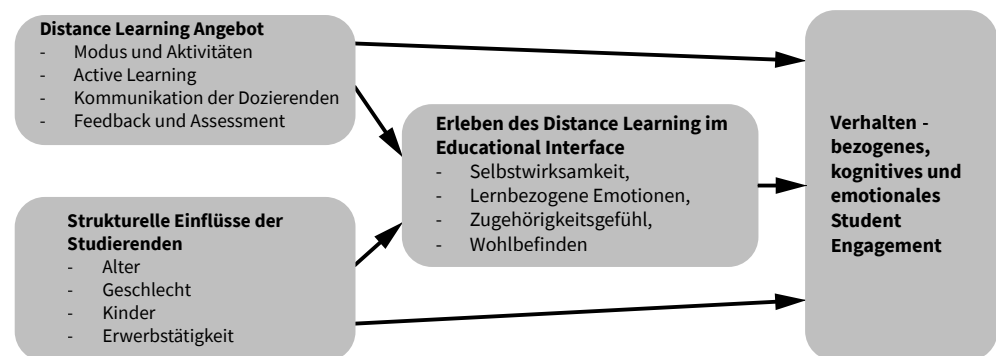 Distance Learning Angebot
- Modus und Aktivitäten
- Active Learning
- Kommunikation der Dozierenden
- Feedback und Assessment
Strukturelle Einflüsse der
Studierenden
- Alter
- Geschlecht
- Kinder
- Erwerbstätigkeit
Erleben des Distance Learning im
Educational Interface
- Selbstwirksamkeit,
- Lernbezogene Emotionen,
- Zugehörigkeitsgefühl,
- Wohlbefinden
Verhalten -
bezogenes,
kognitives und
emotionales
Student
Engagement